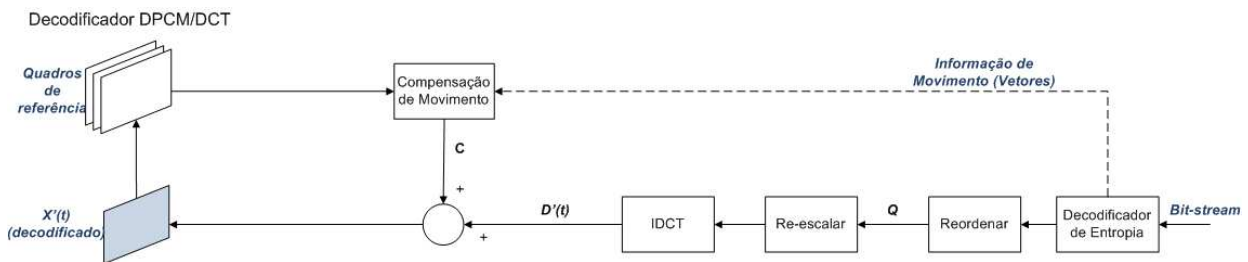 Decodificador DPCM/DCT
Quadros
de
referência
Compensação
de Movimento
Informação de
Movimento (Vetores)
C
+
X'(t)
(decodificado)
+
D'(t)
IDCT
Re-escalar
Q
Reordenar
Decodificador
de Entropia
Bit-stream